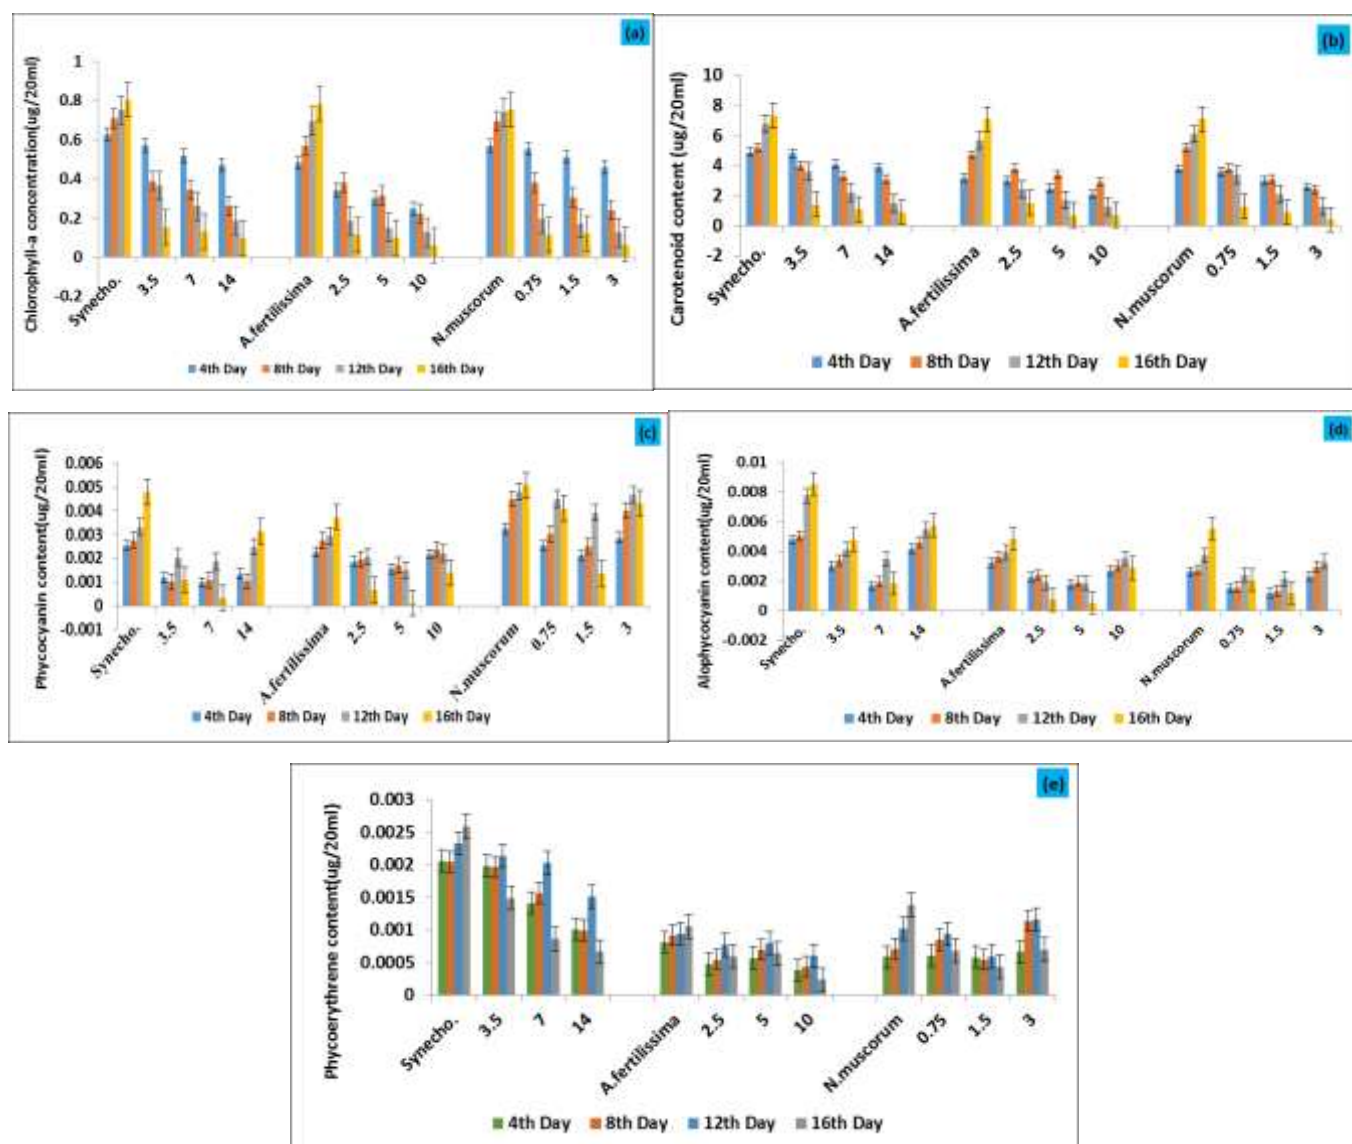 (a)
Chlorophyll-a concentration(ug/20ml)
1
0.8
0.6
0.4
0.2
0
-0.2
Synecho. 3.5 7 14 A.fertilissima 2.5 5 10 N.muscorum 0.75 1.5 3
4th Day 8th Day 12th Day 16th Day
(b)
Carotenoid content (ug/20ml)
10
8
6
4
2
0
-2
Synecho. 3.5 7 14 A.fertilissima 2.5 5 10 N.muscorum 0.75 1.5 3
4th Day 8th Day 12th Day 16th Day
(c)
Phycocyanin content(ug/20ml)
0.006
0.005
0.004
0.003
0.002
0.001
0
-0.001
Synecho. 3.5 7 14 A.fertilissima 2.5 5 10 N.muscorum 0.75 1.5 3
4th Day 8th Day 12th Day 16th Day
(d)
Alophycocyanin content(ug/20ml)
0.01
0.008
0.006
0.004
0.002
0
-0.002
Synecho. 3.5 7 14 A.fertilissima 2.5 5 10 N.muscorum 0.75 1.5 3
4th Day 8th Day 12th Day 16th Day
(e)
Phycoerythrene content(ug/20ml)
0.003
0.0025
0.002
0.0015
0.001
0.0005
0
Synecho. 3.5 7 14 A.fertilissima 2.5 5 10 N.muscorum 0.75 1.5 3
4th Day 8th Day 12th Day 16th Day